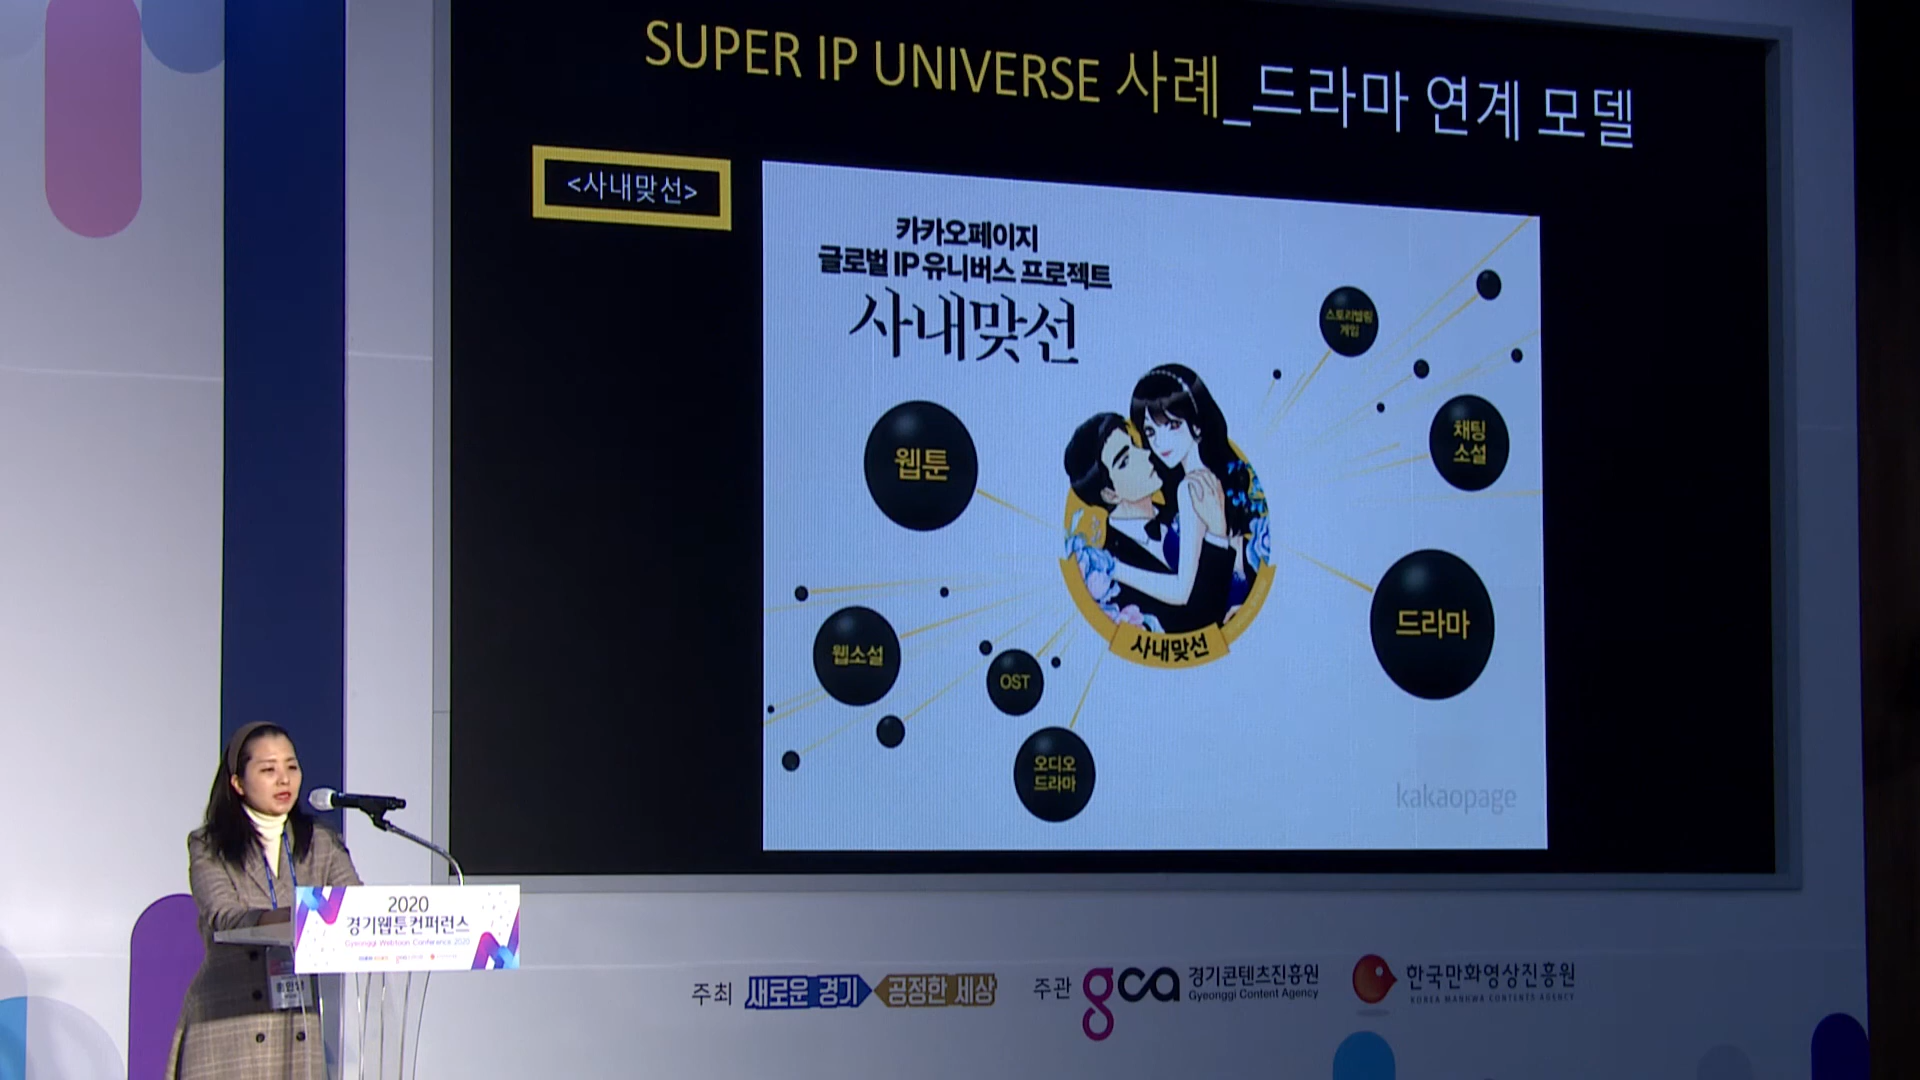 SUPER IP UNIVERSE 사례_드라마 연계 모델
<사내맞선>
카카오페이지
글로벌 IP 유니버스 프로젝트
사내맞선
스토리텔링
게임
웹툰
채팅
소설
드라마
웹소설
OST
사내맞선
오디오
드라마
kakaopage
2020
경기웹툰컨퍼런스
Gyeonggi Webtoon Conference 2020
주최 새로운 경기 공정한 세상
주관 gca 경기콘텐츠진흥원
Gyeonggi Content Agency
한국만화영상진흥원
KOREA MANHWA CONTENTS AGENCY